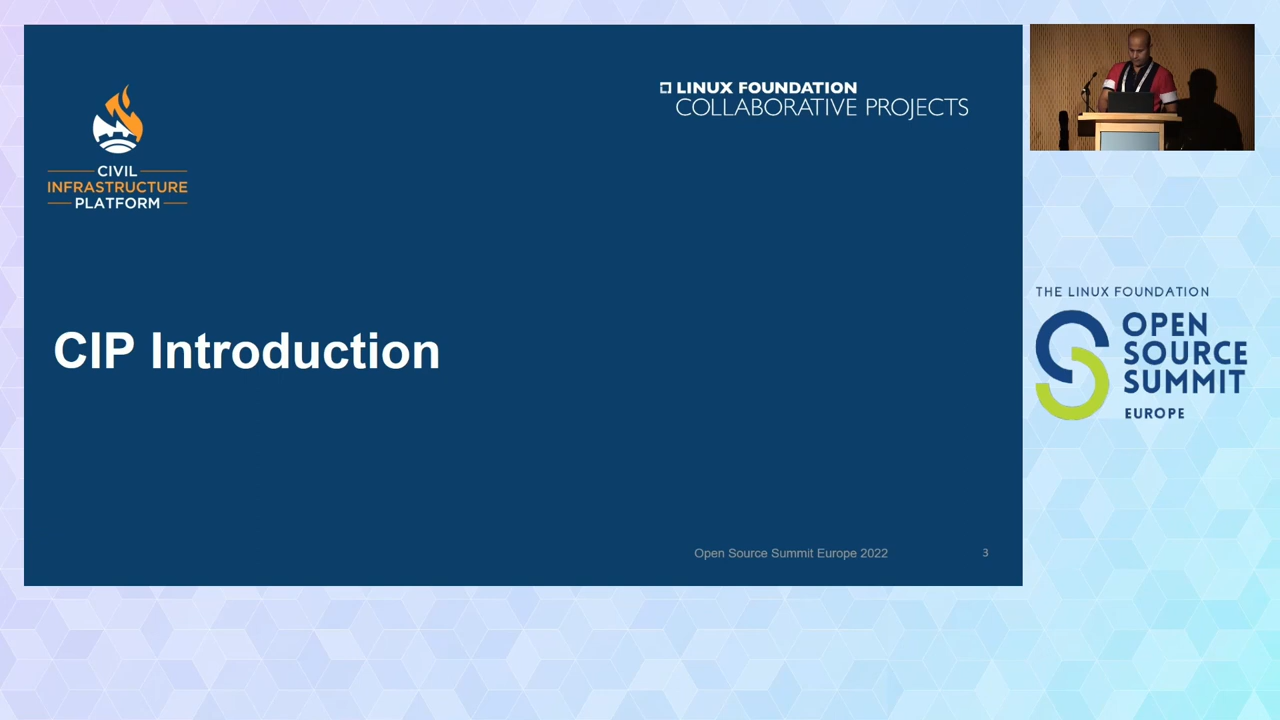 LINUX FOUNDATION
COLLABORATIVE PROJECTS
CIVIL
INFRASTRUCTURE
PLATFORM
CIP Introduction
Open Source Summit Europe 2022
3
THE LINUX FOUNDATION
OPEN
SOURCE
SUMMIT
EUROPE